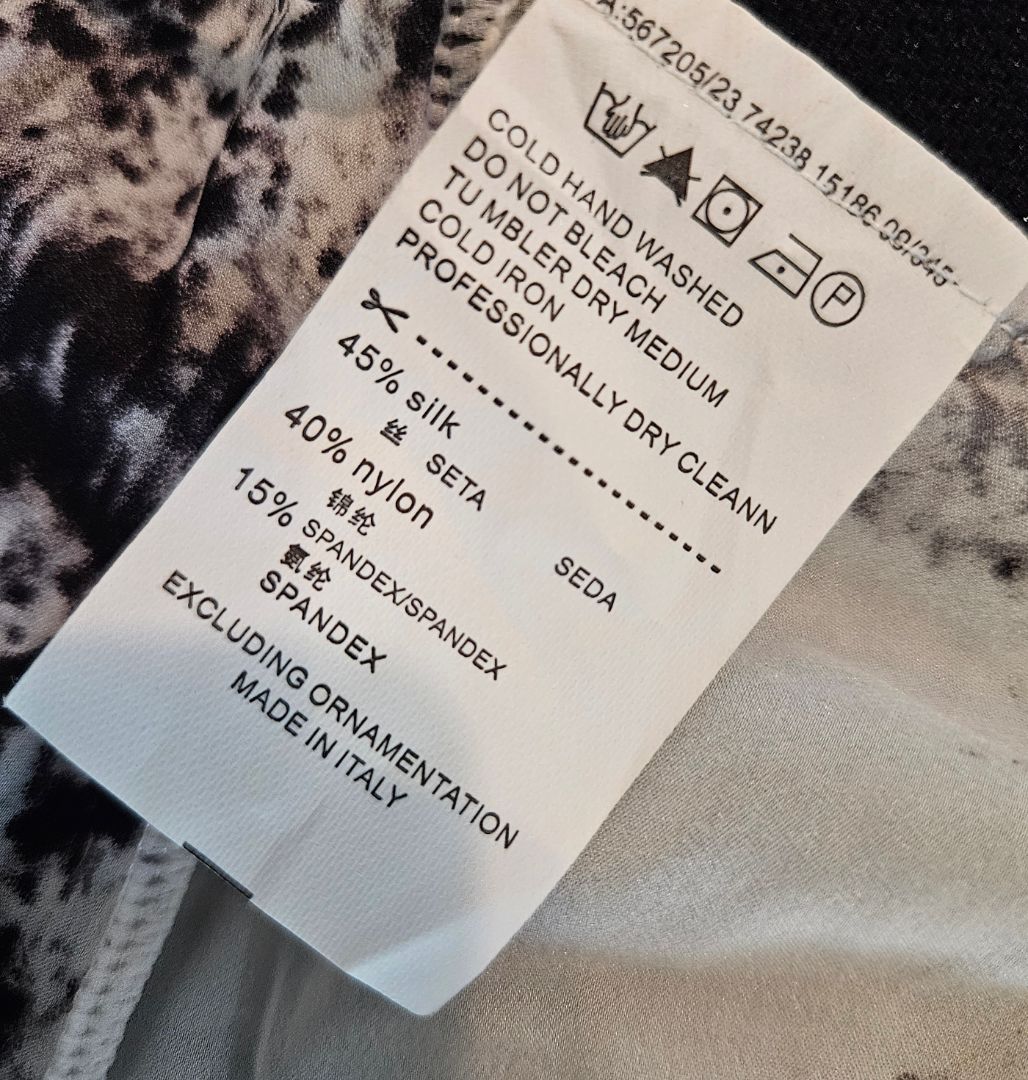 A:567205/23 74238 15186 09/345
P
COLD HAND WASHED
DO NOT BLEACH
TU MBLER DRY MEDIUM
COLD IRON
PROFESSIONALLY DRY CLEANN
45% silk
丝 SETA SEDA
40% nylon
锦纶
15% SPANDEX/SPANDEX
氨纶
SPANDEX
EXCLUDING ORNAMENTATION
MADE IN ITALY